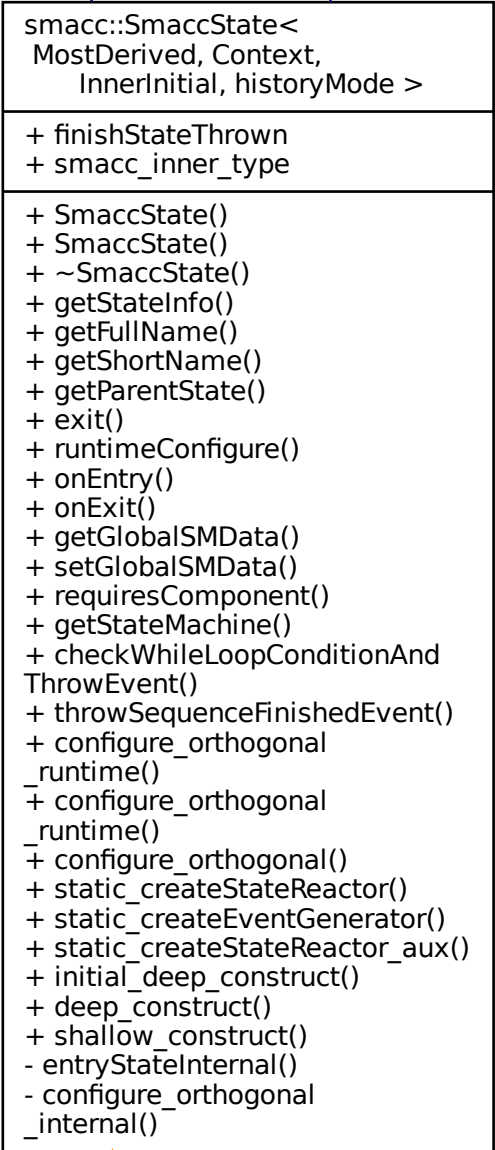 smacc::SmaccState<
MostDerived, Context,
InnerInitial, historyMode >
+ finishStateThrown
+ smacc_inner_type
+ SmaccState()
+ SmaccState()
+ ~SmaccState()
+ getStateInfo()
+ getFullName()
+ getShortName()
+ getParentState()
+ exit()
+ runtimeConfigure()
+ onEntry()
+ onExit()
+ getGlobalSMData()
+ setGlobalSMData()
+ requiresComponent()
+ getStateMachine()
+ checkWhileLoopConditionAnd
ThrowEvent()
+ throwSequenceFinishedEvent()
+ configure_orthogonal
_runtime()
+ configure_orthogonal
_runtime()
+ configure_orthogonal()
+ static_createStateReactor()
+ static_createEventGenerator()
+ static_createStateReactor_aux()
+ initial_deep_construct()
+ deep_construct()
+ shallow_construct()
- entryStateInternal()
- configure_orthogonal
_internal()